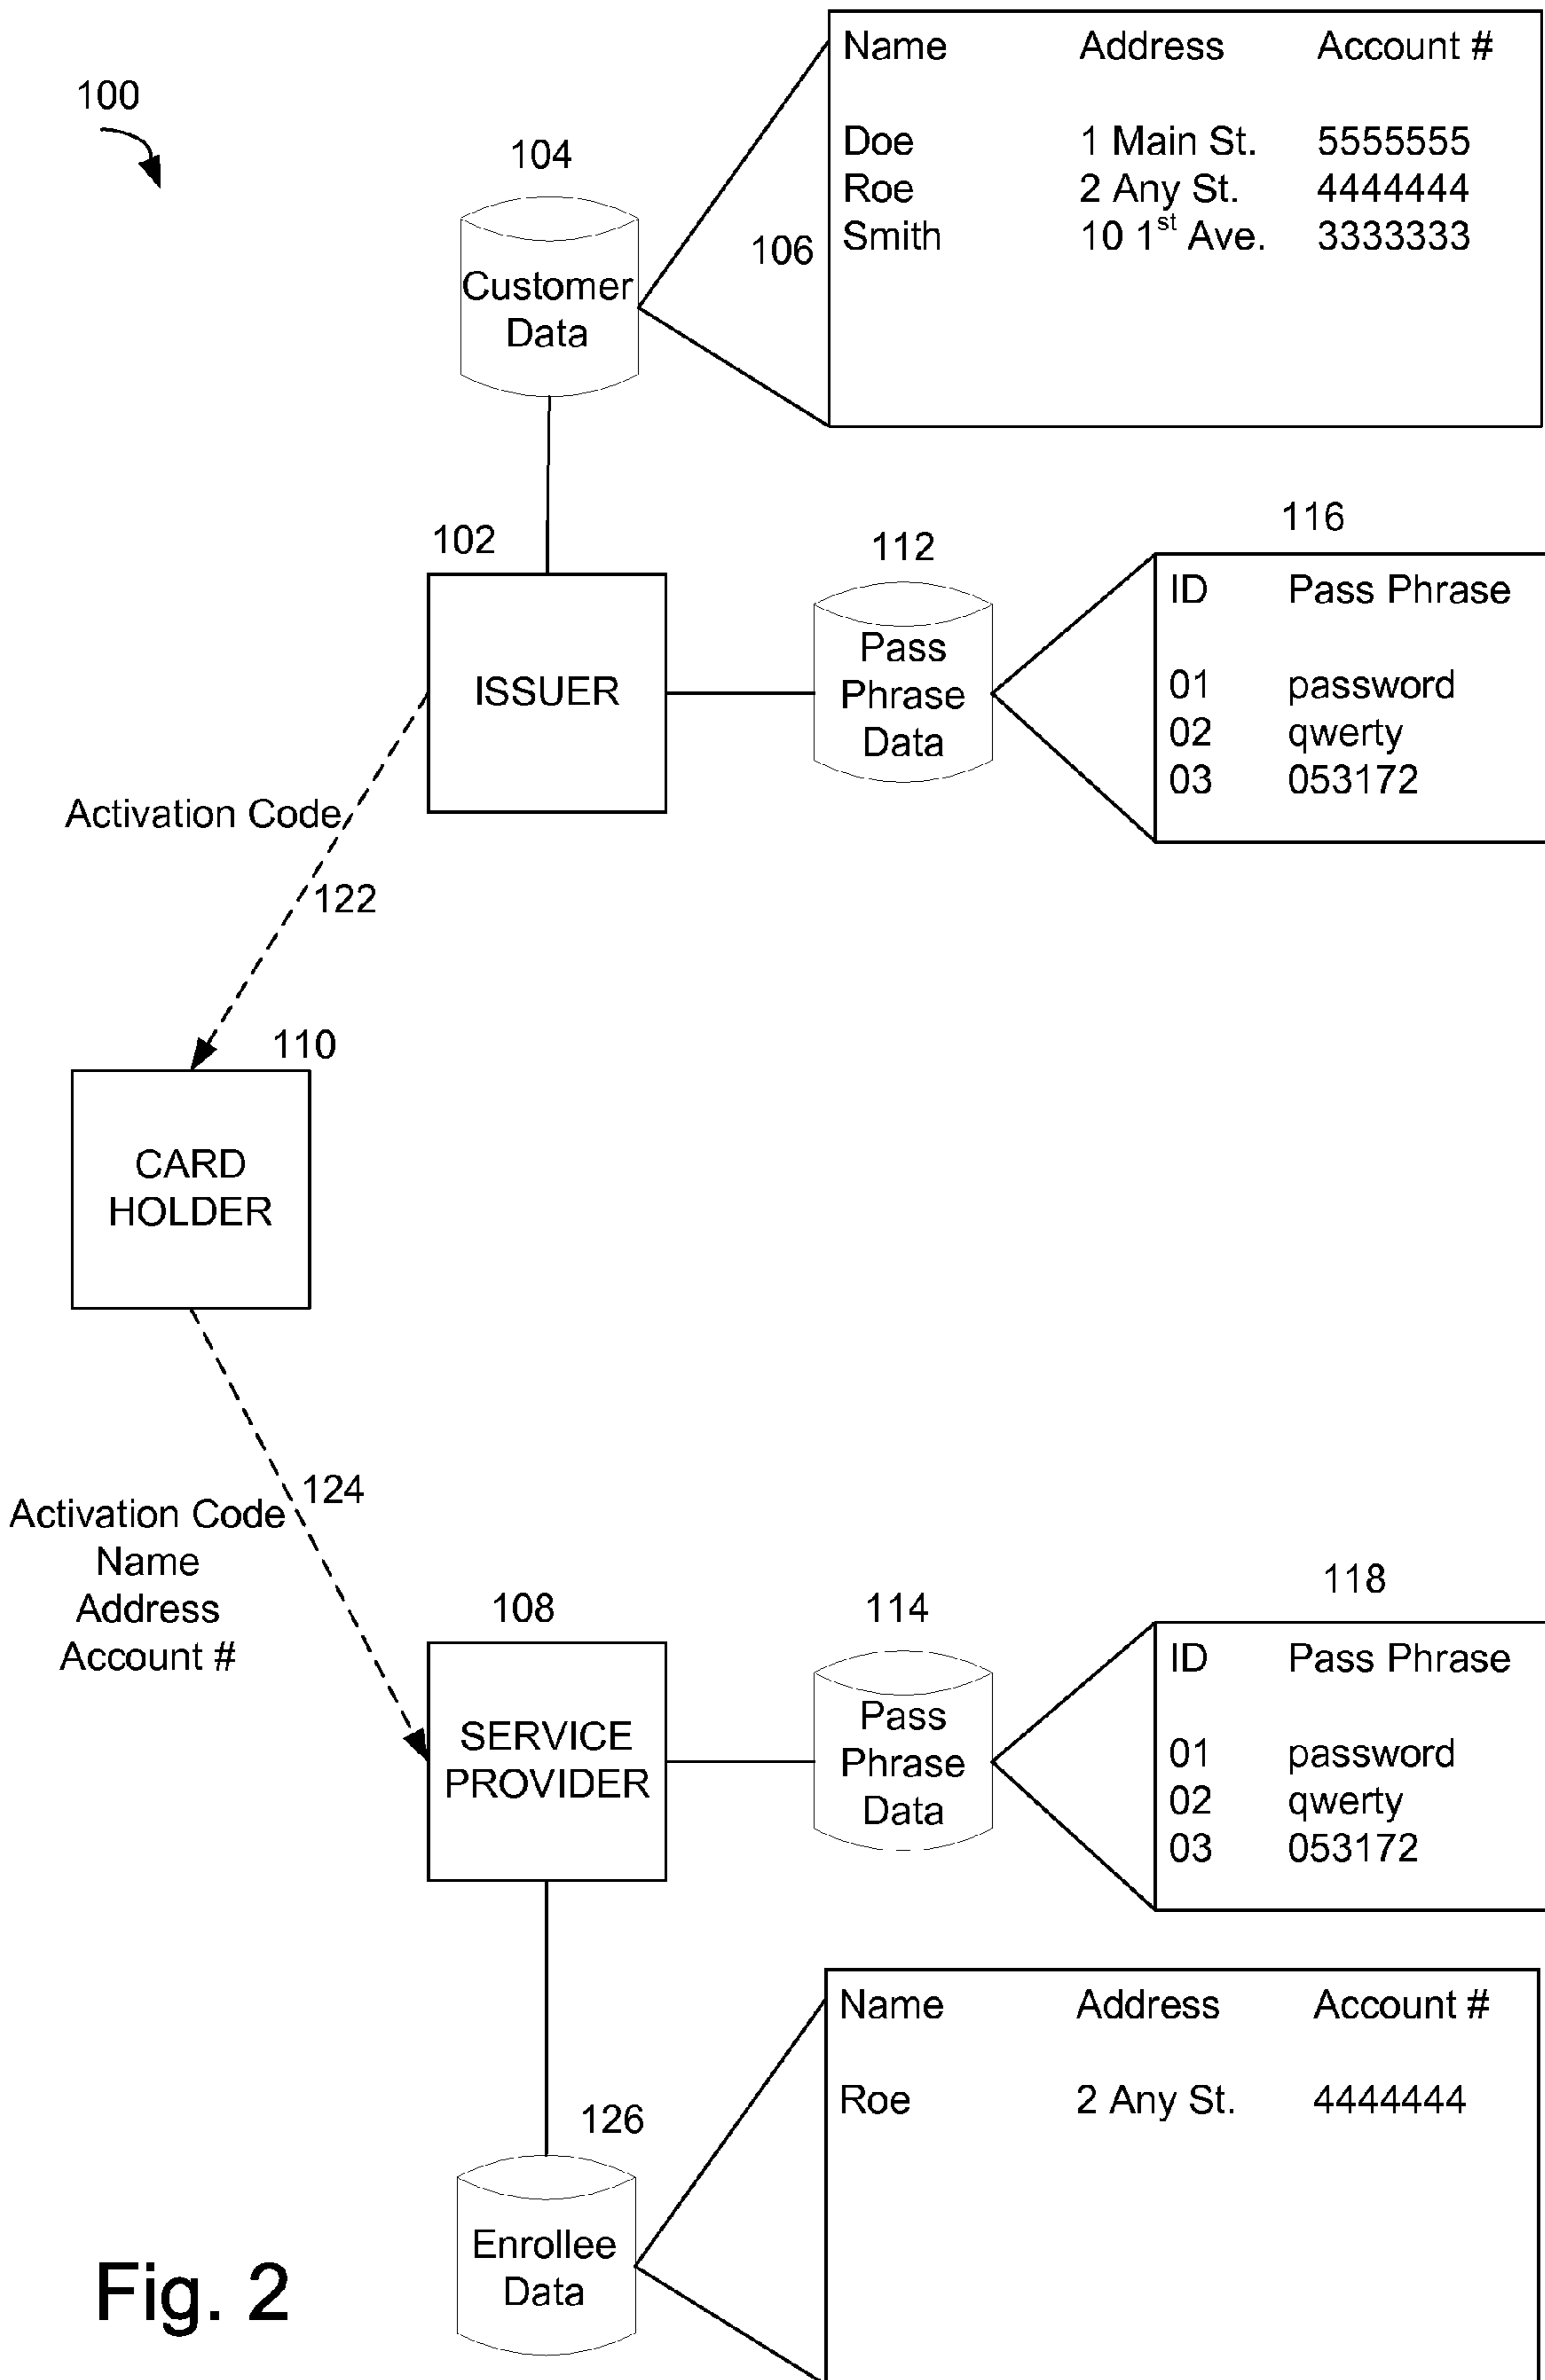 100
104
Customer
Data
106
Name Address Account #
Doe 1 Main St. 5555555
Roe 2 Any St. 4444444
Smith 10 1st Ave. 3333333
102
ISSUER
112
Pass
Phrase
Data
116
ID Pass Phrase
01 password
02 qwerty
03 053172
Activation Code
122
110
CARD
HOLDER
124
Activation Code
Name
Address
Account #
108
SERVICE
PROVIDER
114
Pass
Phrase
Data
118
ID Pass Phrase
01 password
02 qwerty
03 053172
126
Enrollee
Data
Name Address Account #
Roe 2 Any St. 4444444
Fig. 2